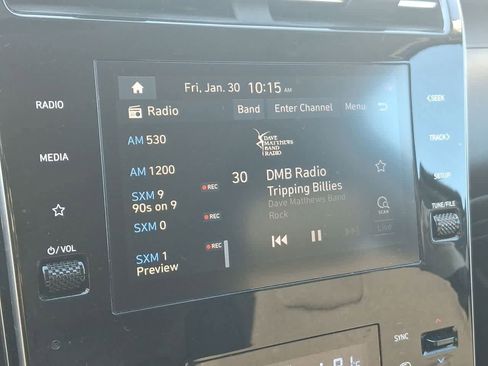 Fri, Jan. 30 10:15 AM
RADIO
MEDIA
/ VOL
Radio Band Enter Channel Menu
AM 530
AM 1200
SXM 9
90s on 9
REC
SXM 0
REC
SXM 1
Preview
REC
DAVE
MATTHEWS
BAND
RADIO
30
DMB Radio
Tripping Billies
Dave Matthews Band
Rock
SCAN
Live
SEEK
TRACK
SETUP
TUNE/FILE
SYNC
°C